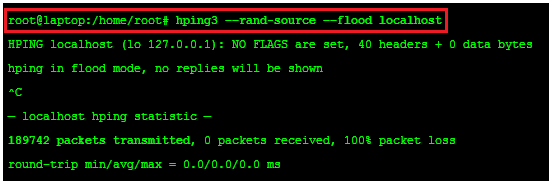 root@laptop:/home/root# hping3 --rand-source --flood localhost
HPING localhost (lo 127.0.0.1): NO FLAGS are set, 40 headers + 0 data bytes
hping in flood mode, no replies will be shown
^C
— localhost hping statistic —
189742 packets transmitted, 0 packets received, 100% packet loss
round-trip min/avg/max = 0.0/0.0/0.0 ms